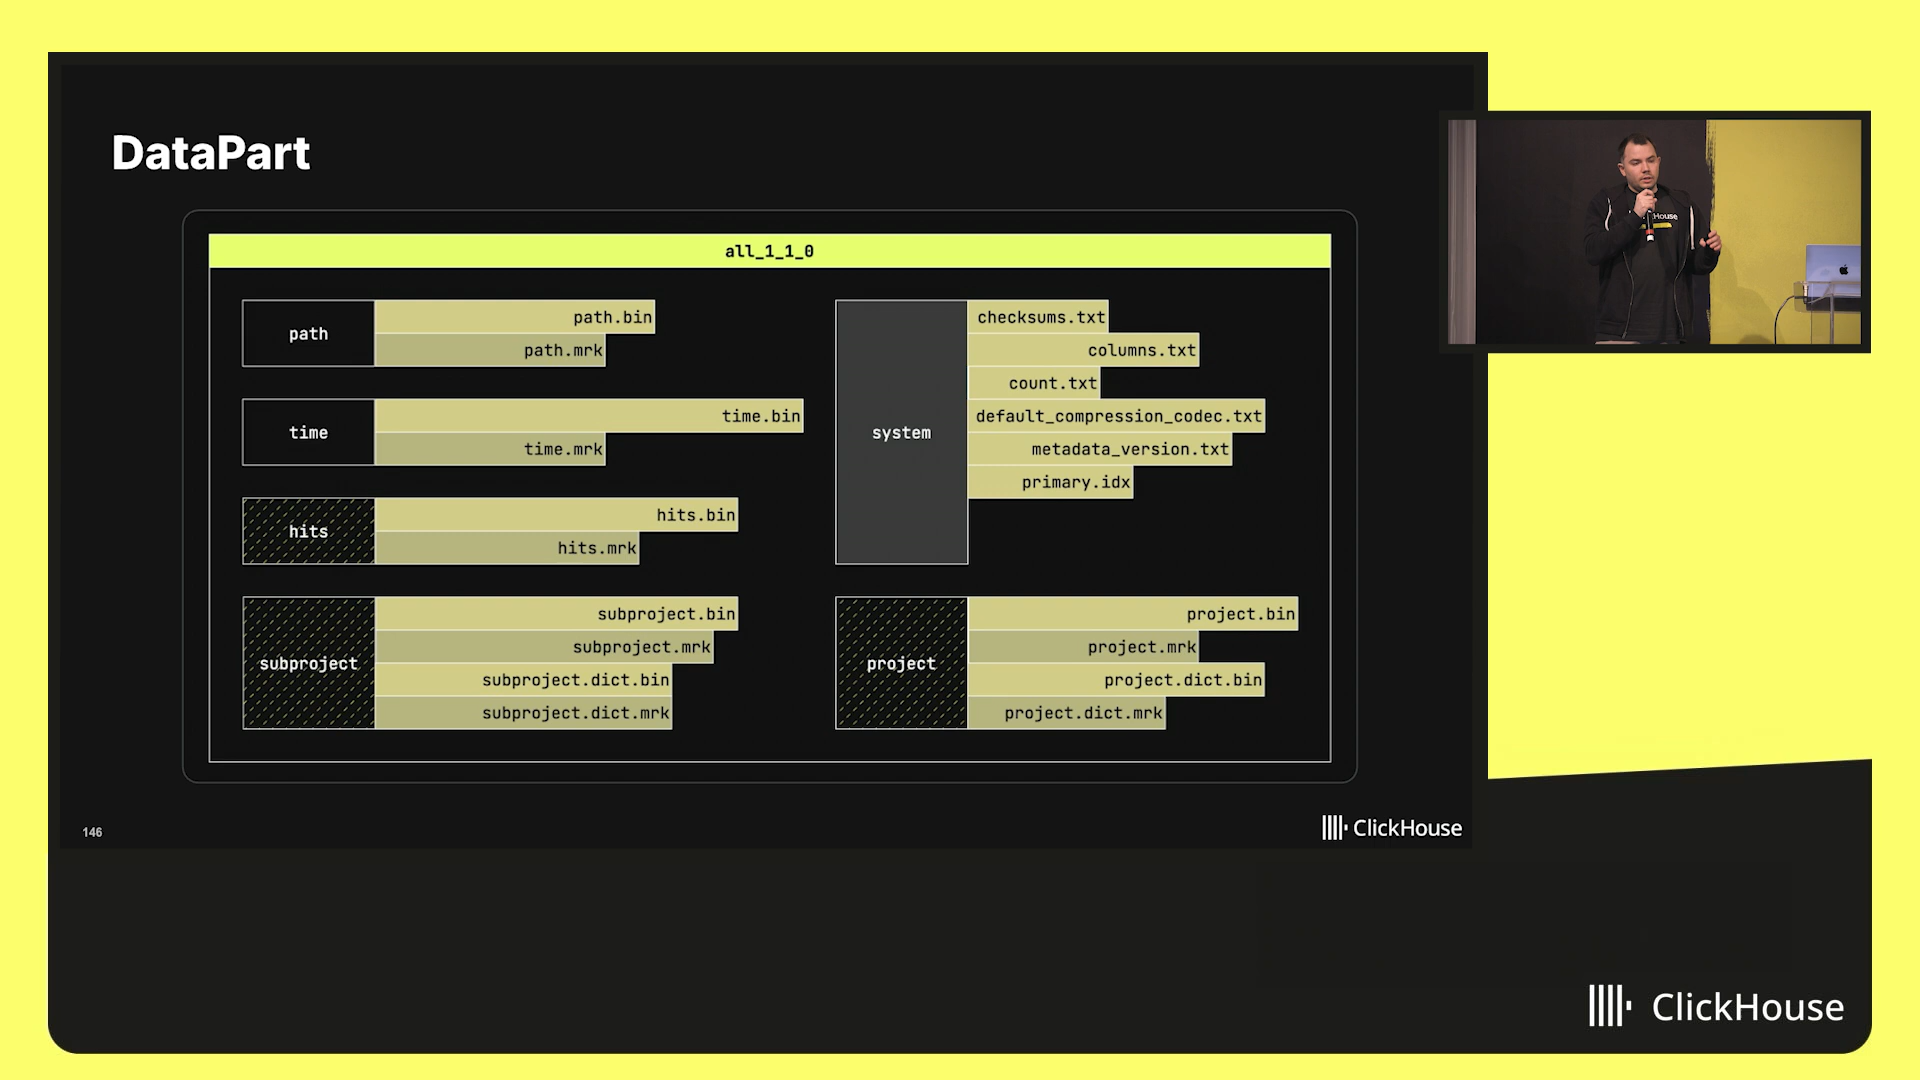 DataPart
all_1_1_0
path
path.bin
path.mrk
time
time.bin
time.mrk
hits
hits.bin
hits.mrk
subproject
subproject.bin
subproject.mrk
subproject.dict.bin
subproject.dict.mrk
system
checksums.txt
columns.txt
count.txt
default_compression_codec.txt
metadata_version.txt
primary.idx
project
project.bin
project.mrk
project.dict.bin
project.dict.mrk
146
ClickHouse
House
ClickHouse